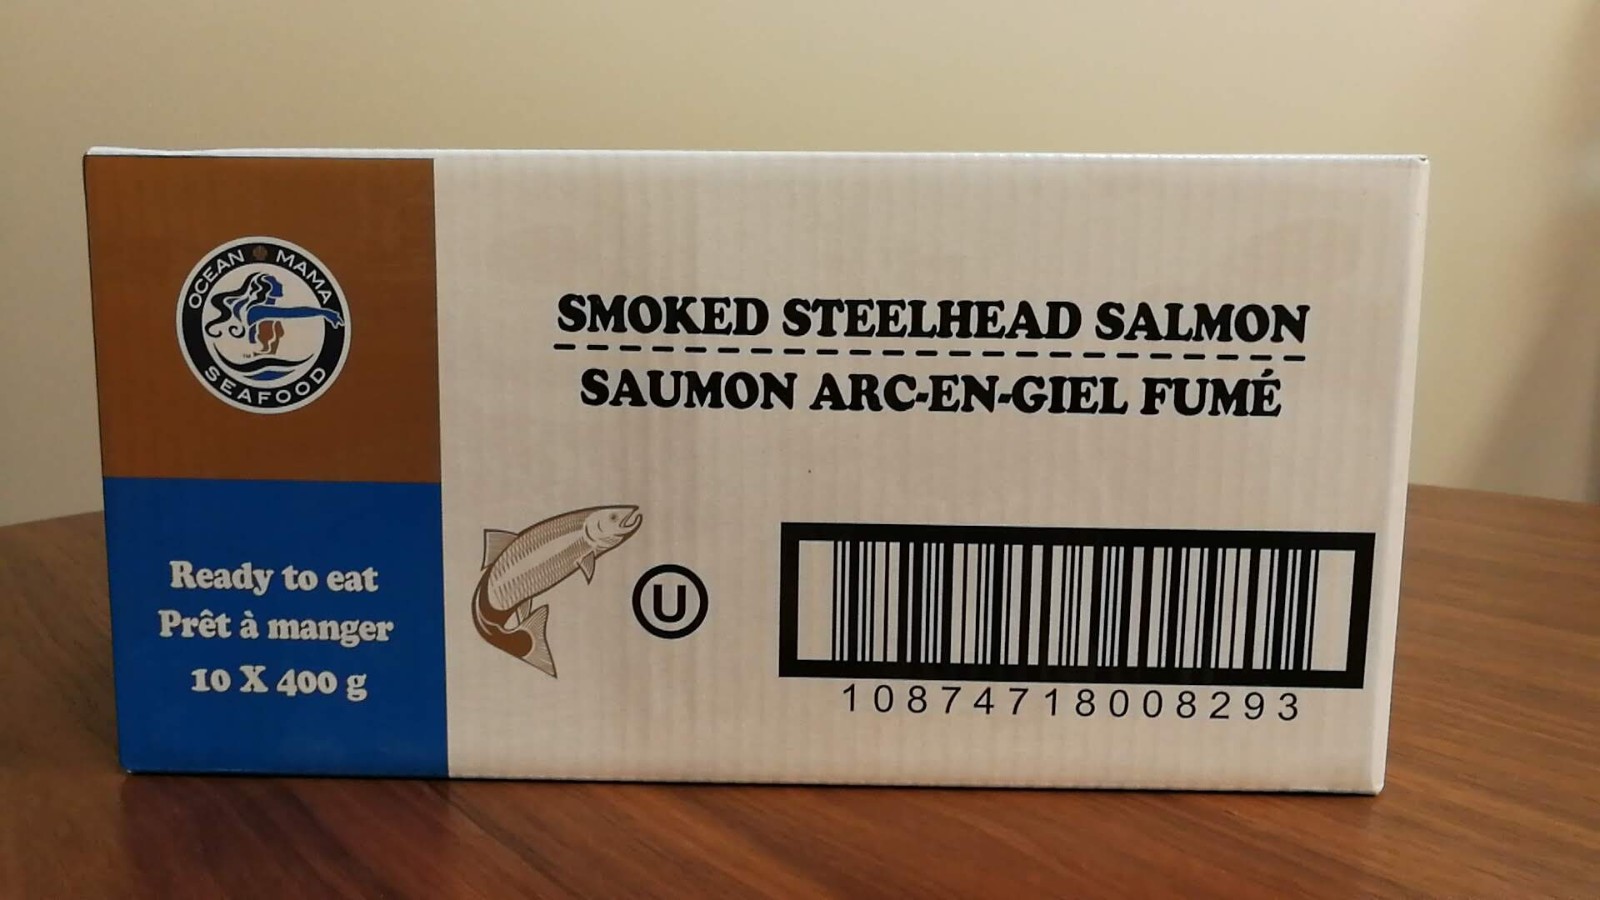 OCEAN MAMA
SEAFOOD
™
SMOKED STEELHEAD SALMON
SAUMON ARC-EN-GIEL FUMÉ
Ready to eat
Prêt à manger
10 X 400 g
U
10874718008293